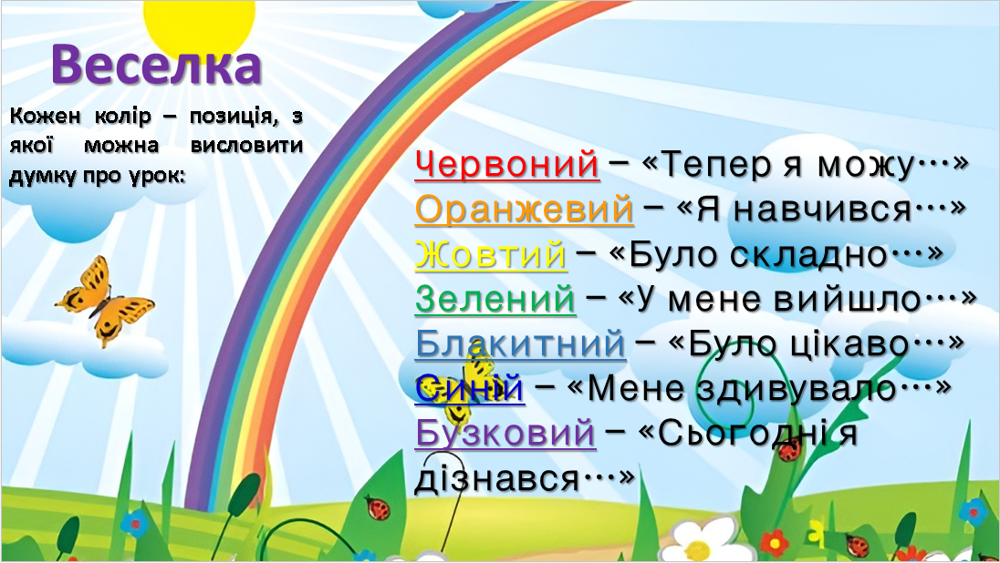 Веселка
Кожен колір – позиція, з
якої можна висловити
думку про урок:
Червоний – «Тепер я можу…»
Оранжевий – «Я навчився…»
Жовтий – «Було складно…»
Зелений – «У мене вийшло…»
Блакитний – «Було цікаво…»
Синій – «Мене здивувало…»
Бузковий – «Сьогодні я
дізнався…»